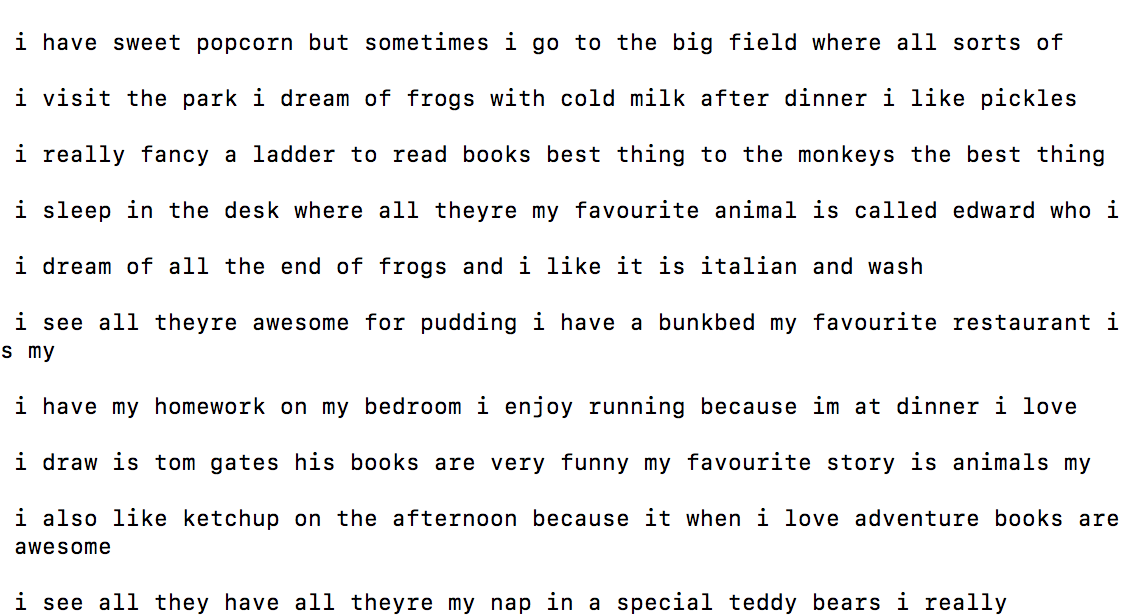 i have sweet popcorn but sometimes i go to the big field where all sorts of
i visit the park i dream of frogs with cold milk after dinner i like pickles
i really fancy a ladder to read books best thing to the monkeys the best thing
i sleep in the desk where all theyre my favourite animal is called edward who i
i dream of all the end of frogs and i like it is italian and wash
i see all theyre awesome for pudding i have a bunkbed my favourite restaurant i
s my
i have my homework on my bedroom i enjoy running because im at dinner i love
i draw is tom gates his books are very funny my favourite story is animals my
i also like ketchup on the afternoon because it when i love adventure books are
awesome
i see all they have all theyre my nap in a special teddy bears i really